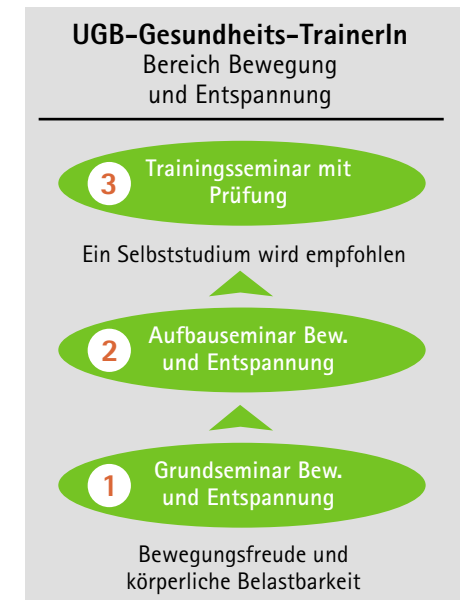 UGB-Gesundheits-TrainerIn
Bereich Bewegung
und Entspannung
3
Trainingsseminar mit
Prüfung
Ein Selbststudium wird empfohlen
2
Aufbauseminar Bew.
und Entspannung
1
Grundseminar Bew.
und Entspannung
Bewegungsfreude und
körperliche Belastbarkeit